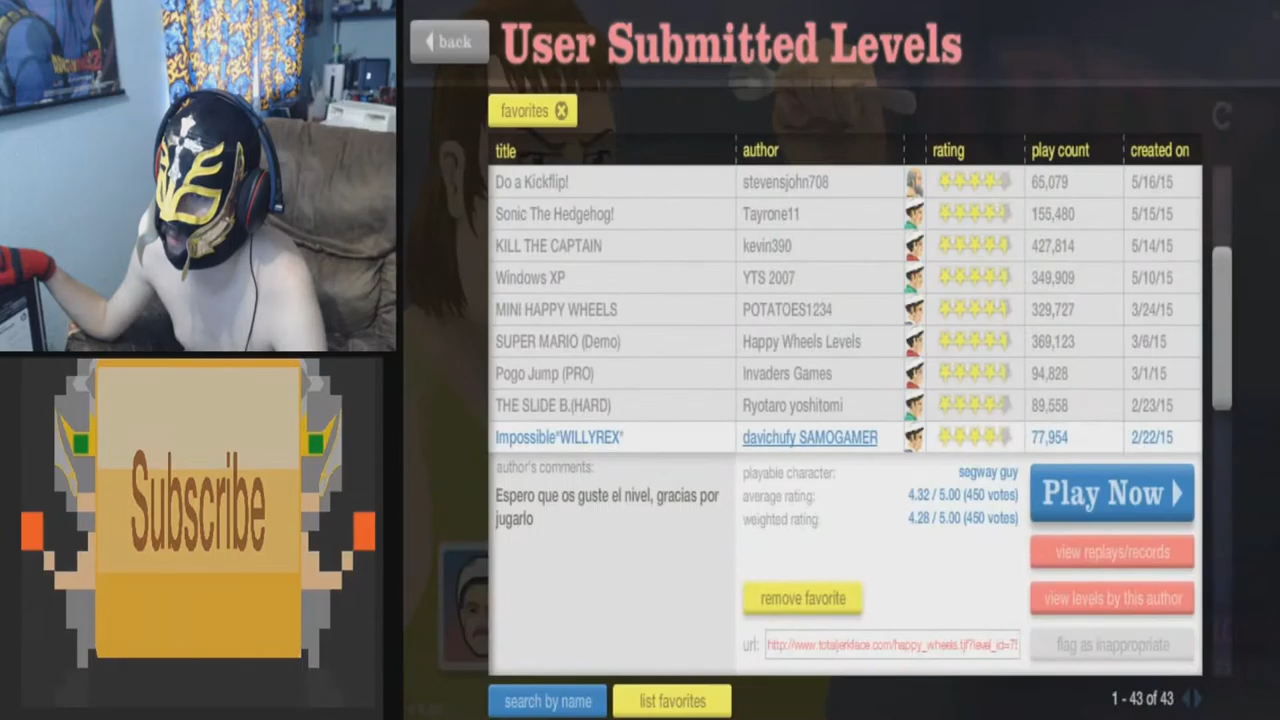 back
User Submitted Levels
favorites
title author rating play count created on
Do a Kickflip! stevensjohn708 65,079 5/16/15
Sonic The Hedgehog! Tayrone11 155,480 5/15/15
KILL THE CAPTAIN kevin390 427,814 5/14/15
Windows XP YTS 2007 349,909 5/10/15
MINI HAPPY WHEELS POTATOES1234 329,727 3/24/15
SUPER MARIO (Demo) Happy Wheels Levels 369,123 3/6/15
Pogo Jump (PRO) Invaders Games 94,828 3/1/15
THE SLIDE B.(HARD) Ryotaro yoshitomi 89,558 2/23/15
Impossible*WILLYREX* davichufy SAMOGAMER 77,954 2/22/15
author's comments:
Espero que os guste el nivel, gracias por
jugarlo
playable character: segway guy
average rating: 4.32 / 5.00 (450 votes)
weighted rating: 4.28 / 5.00 (450 votes)
Play Now
view replays/records
remove favorite
view levels by this author
url: http://www.totaljerkface.com/happy_wheels.tjf?level_id=7
flag as inappropriate
search by name
list favorites
1 - 43 of 43
Subscribe